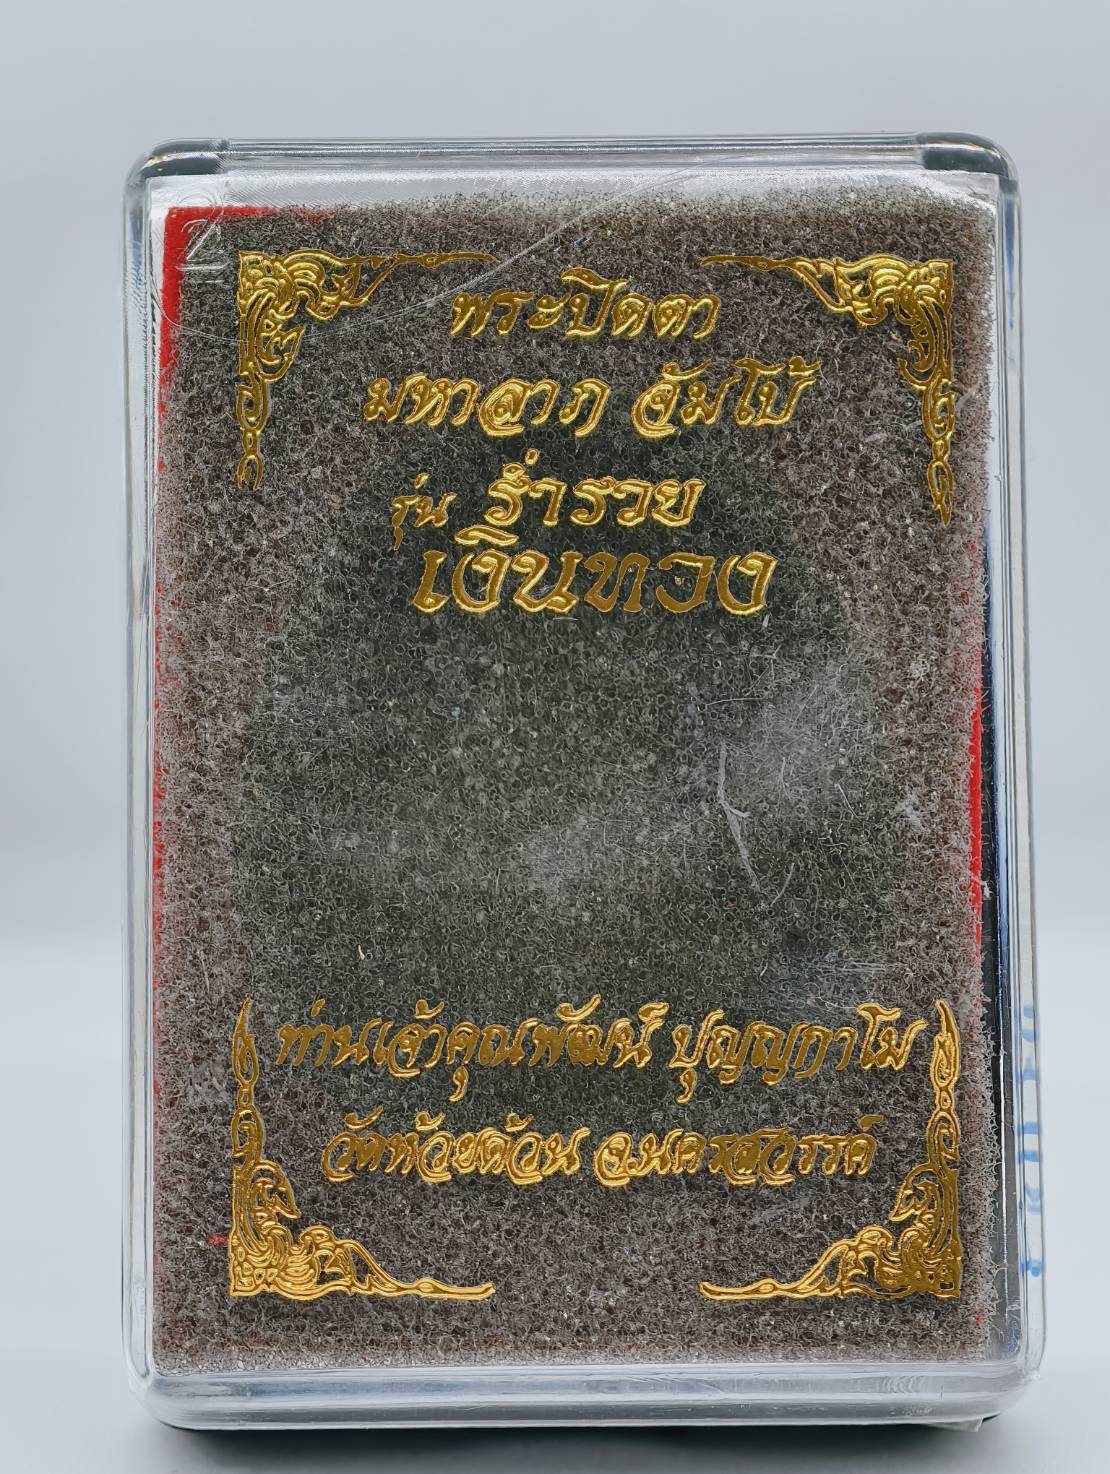 พระปิดตา
มหาลาภ จัมโบ้
รุ่น ร่ำรวย
เงินทอง
ท่านเจ้าคุณพัฒน์ ปุญญกาโม
วัดห้วยด้วน จ.นครสวรรค์